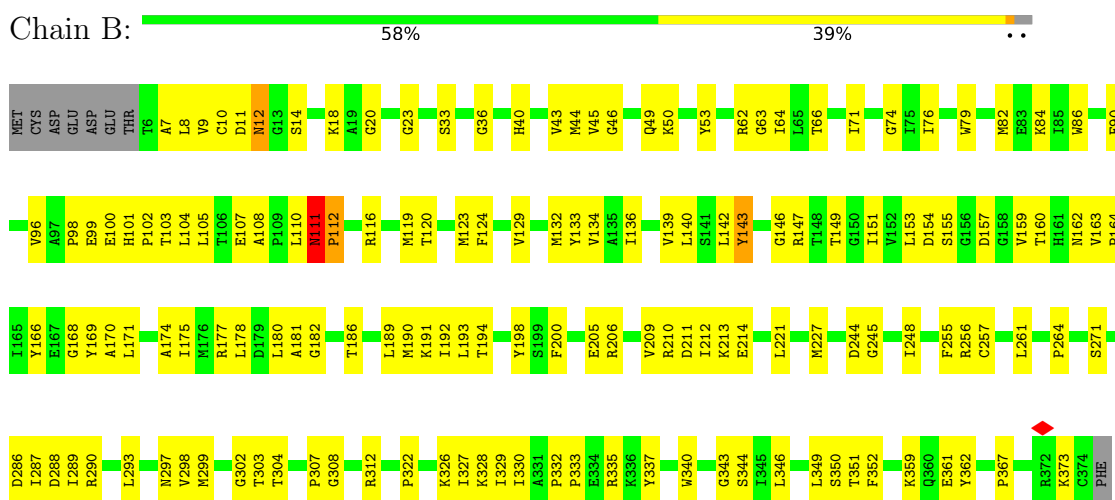 Chain B:
58% 39% • •
MET CYS ASP GLU ASP GLU THR T6 A7 L8 V9 C10 D11 N12 G13 S14 K18 A19 G20 G23 S33 G36 H40 V43 M44 V45 G46 Q49 K50 Y53 R62 G63 I64 L65 T66 I71 G74 I75 I76 W79 M82 E83 K84 I85 W86 F90
V96 A97 P98 E99 E100 H101 P102 T103 L104 L105 T106 E107 A108 P109 L110 N111 P112 R116 M119 T120 M123 F124 V129 M132 Y133 V134 A135 I136 V139 L140 S141 L142 Y143 G146 R147 T148 T149 G150 I151 V152 L153 D154 S155 G156 D157 G158 V159 T160 H161 N162 V163 P164
I165 Y166 E167 G168 Y169 A170 L171 A174 I175 M176 R177 L178 D179 L180 A181 G182 T186 L189 M190 K191 I192 L193 T194 Y198 S199 F200 E205 R206 V209 R210 D211 I212 K213 E214 L221 M227 D244 G245 I248 F255 R256 C257 L261 P264 S271
D286 I287 D288 I289 R290 L293 N297 V298 M299 G302 T303 T304 P307 G308 R312 P322 K326 I327 K328 I329 I330 A331 P332 P333 E334 R335 K336 Y337 W340 G343 S344 I345 L346 L349 S350 T351 F352 K359 Q360 E361 Y362 P367 R372 K373 C374 PHE